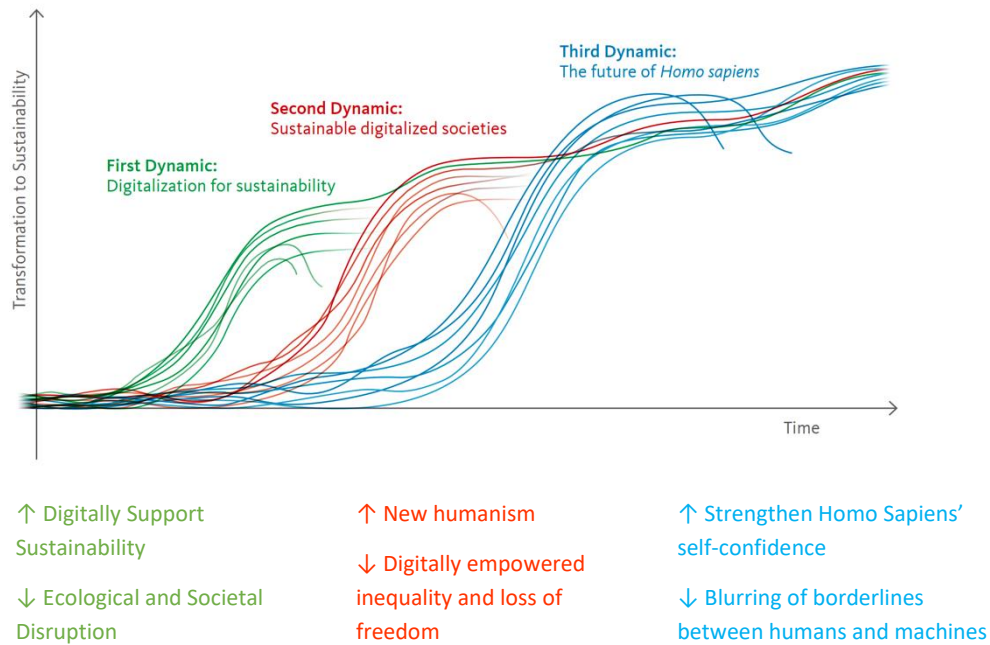 Transformation to Sustainability
Third Dynamic:
The future of Homo sapiens
Second Dynamic:
Sustainable digitalized societies
First Dynamic:
Digitalization for sustainability
Time
↑ Digitally Support
Sustainability
↓ Ecological and Societal
Disruption
↑ New humanism
↓ Digitally empowered
inequality and loss of
freedom
↑ Strengthen Homo Sapiens’
self-confidence
↓ Blurring of borderlines
between humans and machines